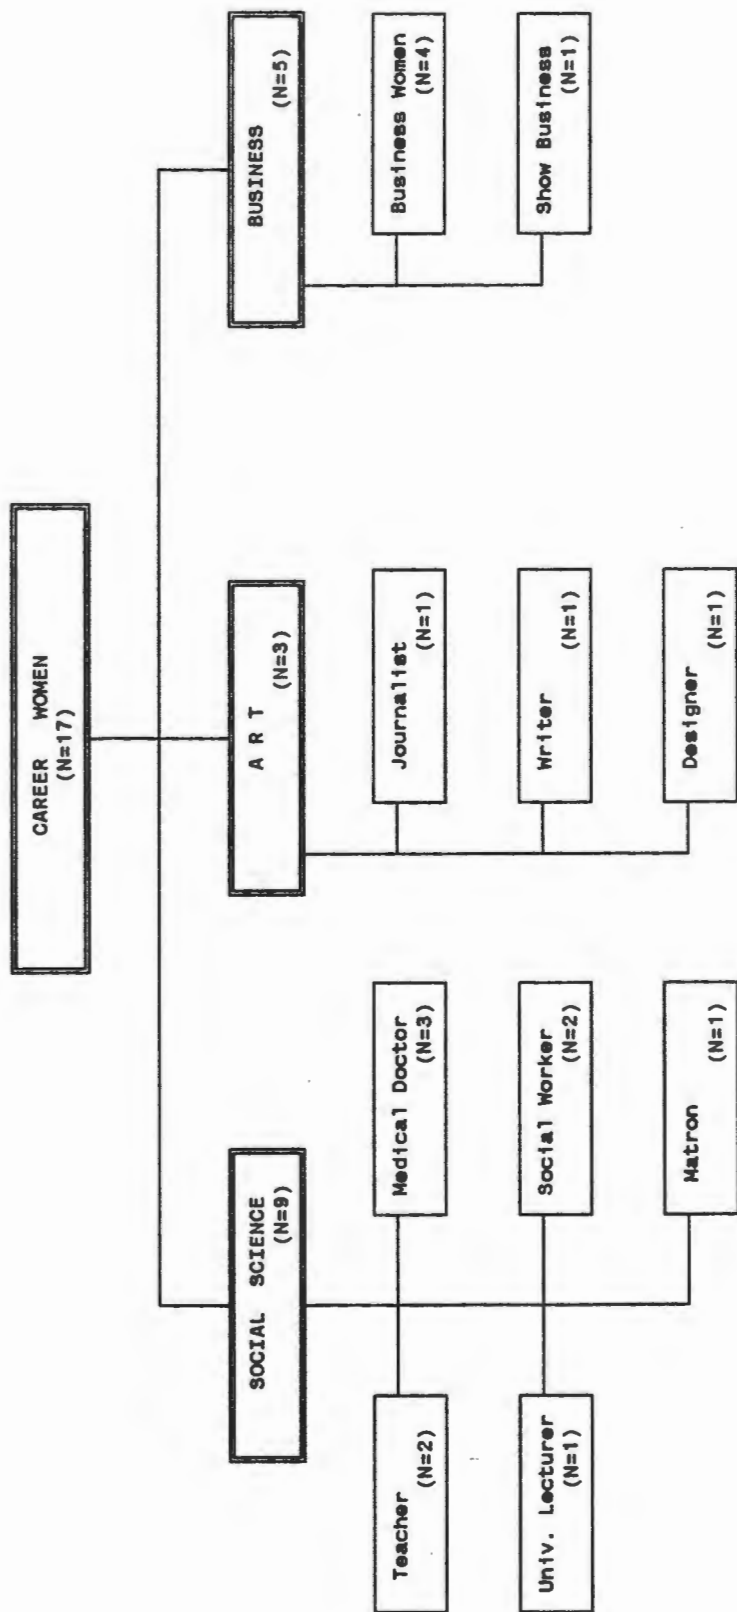 CAREER WOMEN
(N=17)
SOCIAL SCIENCE
(N=9)
A R T
(N=3)
BUSINESS
(N=5)
Teacher
(N=2)
Medical Doctor
(N=3)
Journalist
(N=1)
Business Women
(N=4)
Univ. Lecturer
(N=1)
Social Worker
(N=2)
Writer
(N=1)
Show Business
(N=1)
Matron
(N=1)
Designer
(N=1)